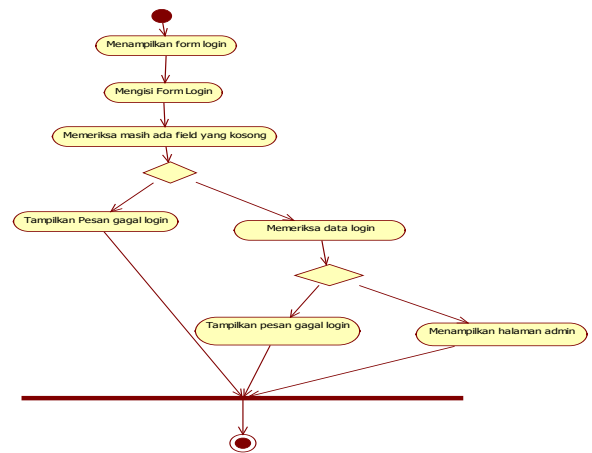 Menampilkan form login
Mengisi Form Login
Memeriksa masih ada field yang kosong
Tampilkan Pesan gagal login
Memeriksa data login
Tampilkan pesan gagal login
Menampilkan halaman admin